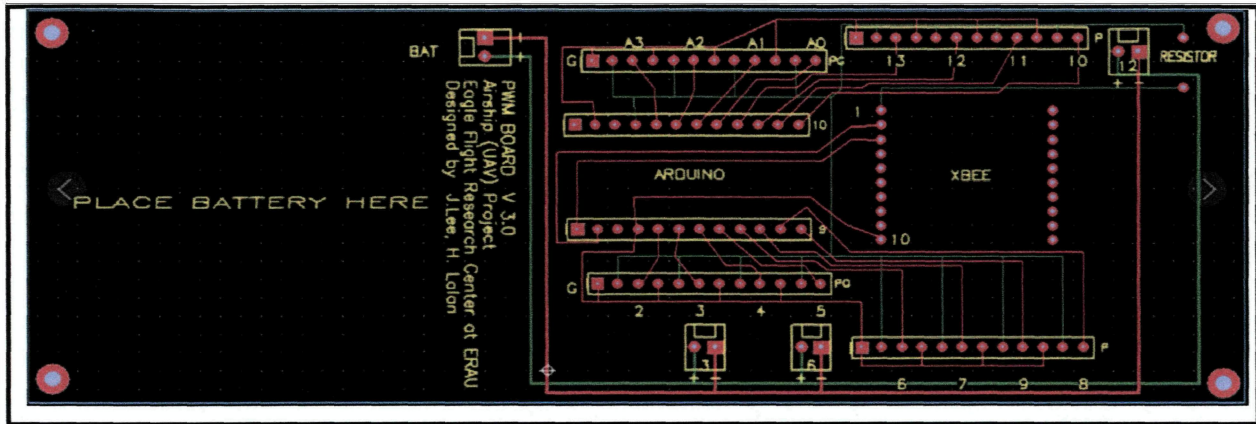 BAT
PLACE BATTERY HERE
PWM BOARD V 3.0
Airship (UAV) Project
Eagle Flight Research Center at ERAU
Designed by J.Lee, H. Lalan
G A3 A2 A1 A0 PG
13 12 11 10 P
12 RESISTOR
+ -
10
1
ARDUINO
XBEE
10
9
G PG
2 3 4 5
3
+ -
6
+ -
P
6 7 9 8